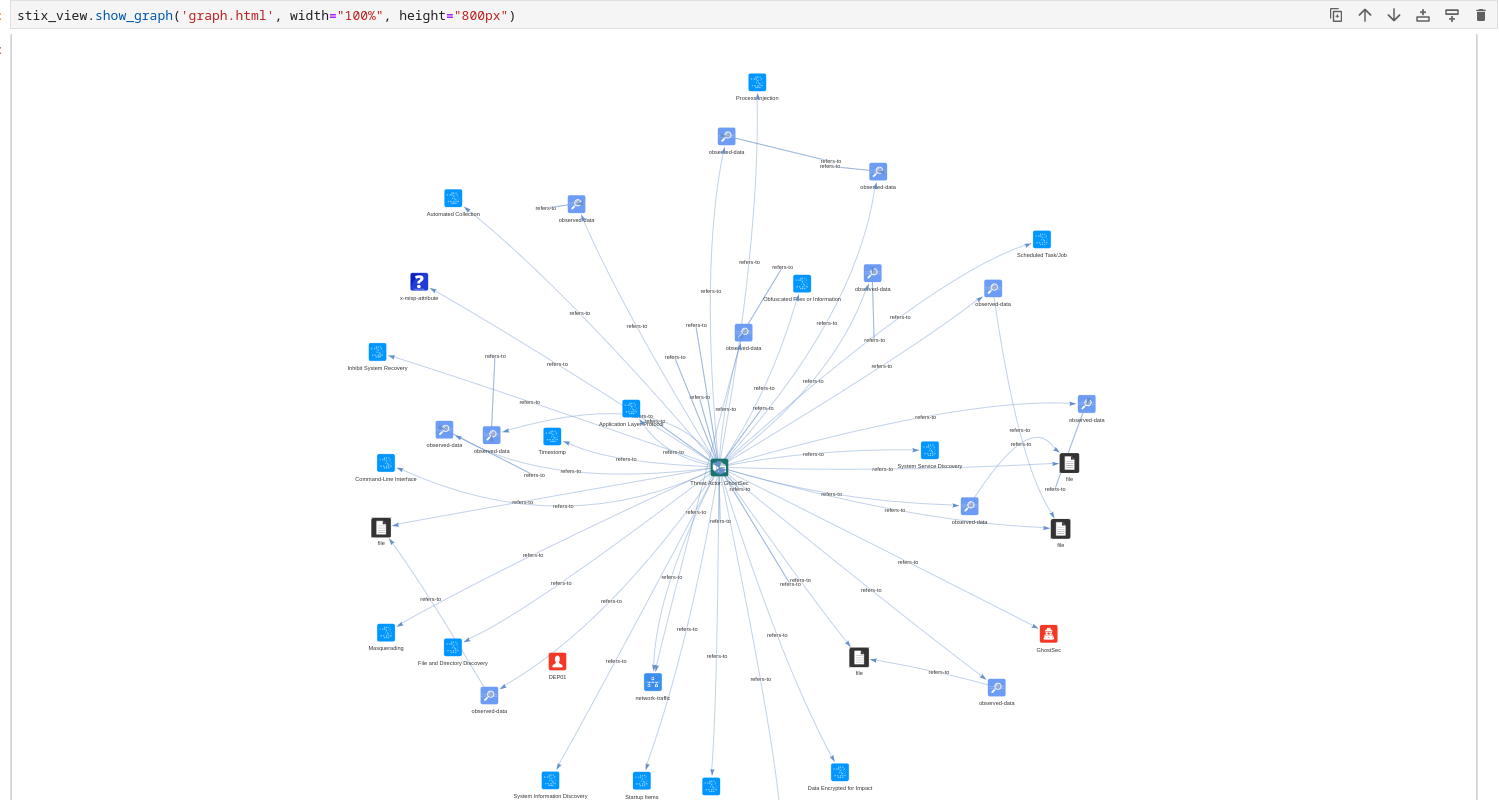 stix_view.show_graph('graph.html', width="100%", height="800px")
Process Injection
observed-data
refers-to
refers-to
observed-data
Automated Collection
refers-to
observed-data
Scheduled Task/Job
refers-to
refers-to
x-misp-attribute
refers-to
Obfuscated Files or Information
observed-data
observed-data
refers-to
refers-to
refers-to
refers-to
refers-to
refers-to
observed-data
refers-to
Inhibit System Recovery
refers-to
refers-to
refers-to
refers-to
refers-to
refers-to
refers-to
refers-to
refers-to
refers-to
refers-to
Application Layer Protocol
refers-to
refers-to
observed-data
refers-to
observed-data
observed-data
refers-to
Timestomp
refers-to
refers-to
refers-to
System Service Discovery
Command-Line Interface
refers-to
refers-to
refers-to
file
Threat Actor: GhostSec
refers-to
refers-to
refers-to
refers-to
refers-to
refers-to
refers-to
refers-to
observed-data
file
file
refers-to
refers-to
refers-to
refers-to
refers-to
refers-to
refers-to
refers-to
refers-to
refers-to
refers-to
Masquerading
GhostSec
File and Directory Discovery
refers-to
refers-to
DEP01
refers-to
file
refers-to
network-traffic
observed-data
observed-data
System Information Discovery
Startup Items
Data Encrypted for Impact